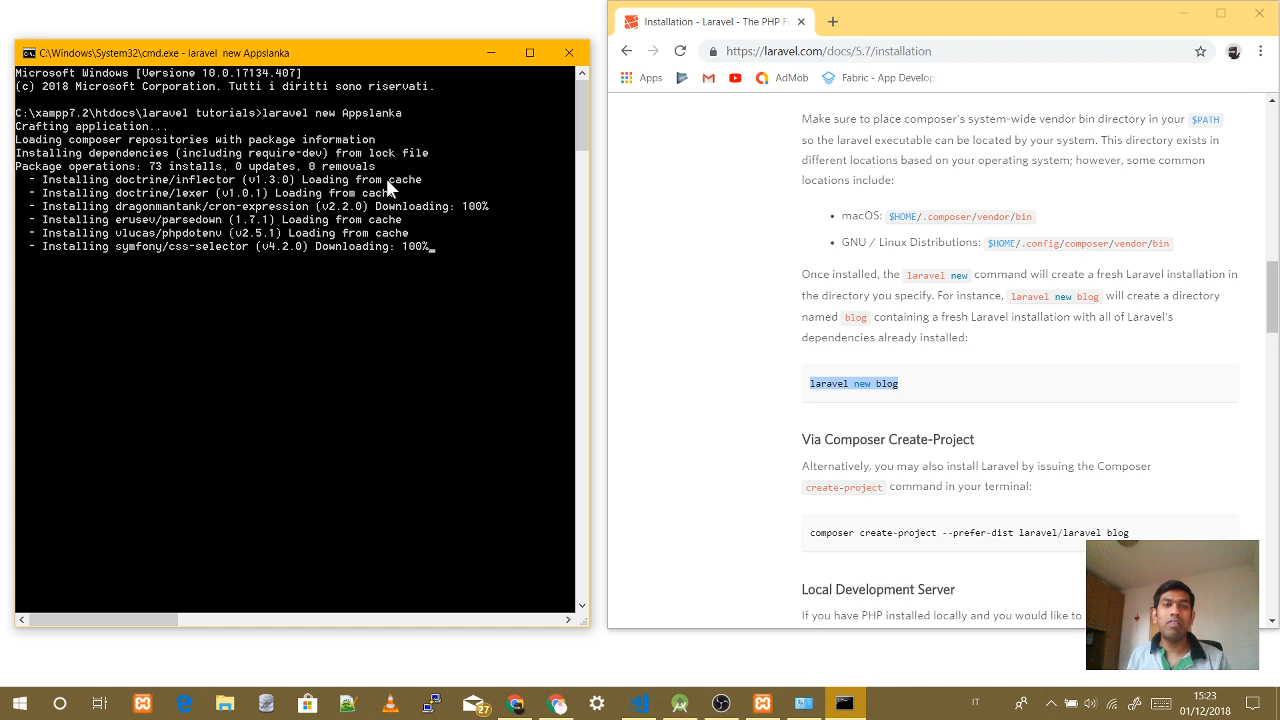 C:\Windows\System32\cmd.exe - laravel  new Appslanka
Microsoft Windows [Versione 10.0.17134.407]
(c) 2018 Microsoft Corporation. Tutti i diritti sono riservati.
C:\xampp7.2\htdocs\laravel tutorials>laravel new Appslanka
Crafting application...
Loading composer repositories with package information
Installing dependencies (including require-dev) from lock file
Package operations: 73 installs, 0 updates, 0 removals
- Installing doctrine/inflector (v1.3.0) Loading from cache
- Installing doctrine/lexer (v1.0.1) Loading from cache
- Installing dragonmantank/cron-expression (v2.2.0) Downloading: 100%
- Installing erusev/parsedown (1.7.1) Loading from cache
- Installing vlucas/phpdotenv (v2.5.1) Loading from cache
- Installing symfony/css-selector (v4.2.0) Downloading: 100%_
Installation - Laravel - The PHP F
https://laravel.com/docs/5.7/installation
Apps
AdMob
Fabric - App Develop
Make sure to place composer's system-wide vendor bin directory in your $PATH
so the laravel executable can be located by your system. This directory exists in
different locations based on your operating system; however, some common
locations include:
• macOS: $HOME/.composer/vendor/bin
• GNU / Linux Distributions: $HOME/.config/composer/vendor/bin
Once installed, the laravel new command will create a fresh Laravel installation in
the directory you specify. For instance, laravel new blog will create a directory
named blog containing a fresh Laravel installation with all of Laravel's
dependencies already installed:
laravel new blog
Via Composer Create-Project
Alternatively, you may also install Laravel by issuing the Composer
create-project command in your terminal:
composer create-project --prefer-dist laravel/laravel blog
Local Development Server
If you have PHP installed locally and you would like to
27
IT
15:23
01/12/2018